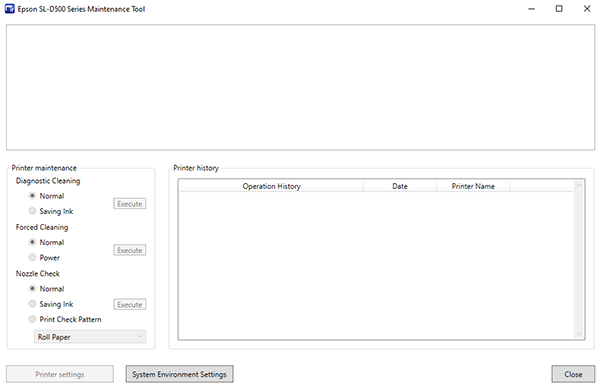 Epson SL-D500 Series Maintenance Tool
Printer maintenance
Diagnostic Cleaning
Normal
Saving Ink
Execute
Forced Cleaning
Normal
Power
Execute
Nozzle Check
Normal
Saving Ink
Execute
Print Check Pattern
Roll Paper
Printer history
Operation History Date Printer Name
Printer settings
System Environment Settings
Close